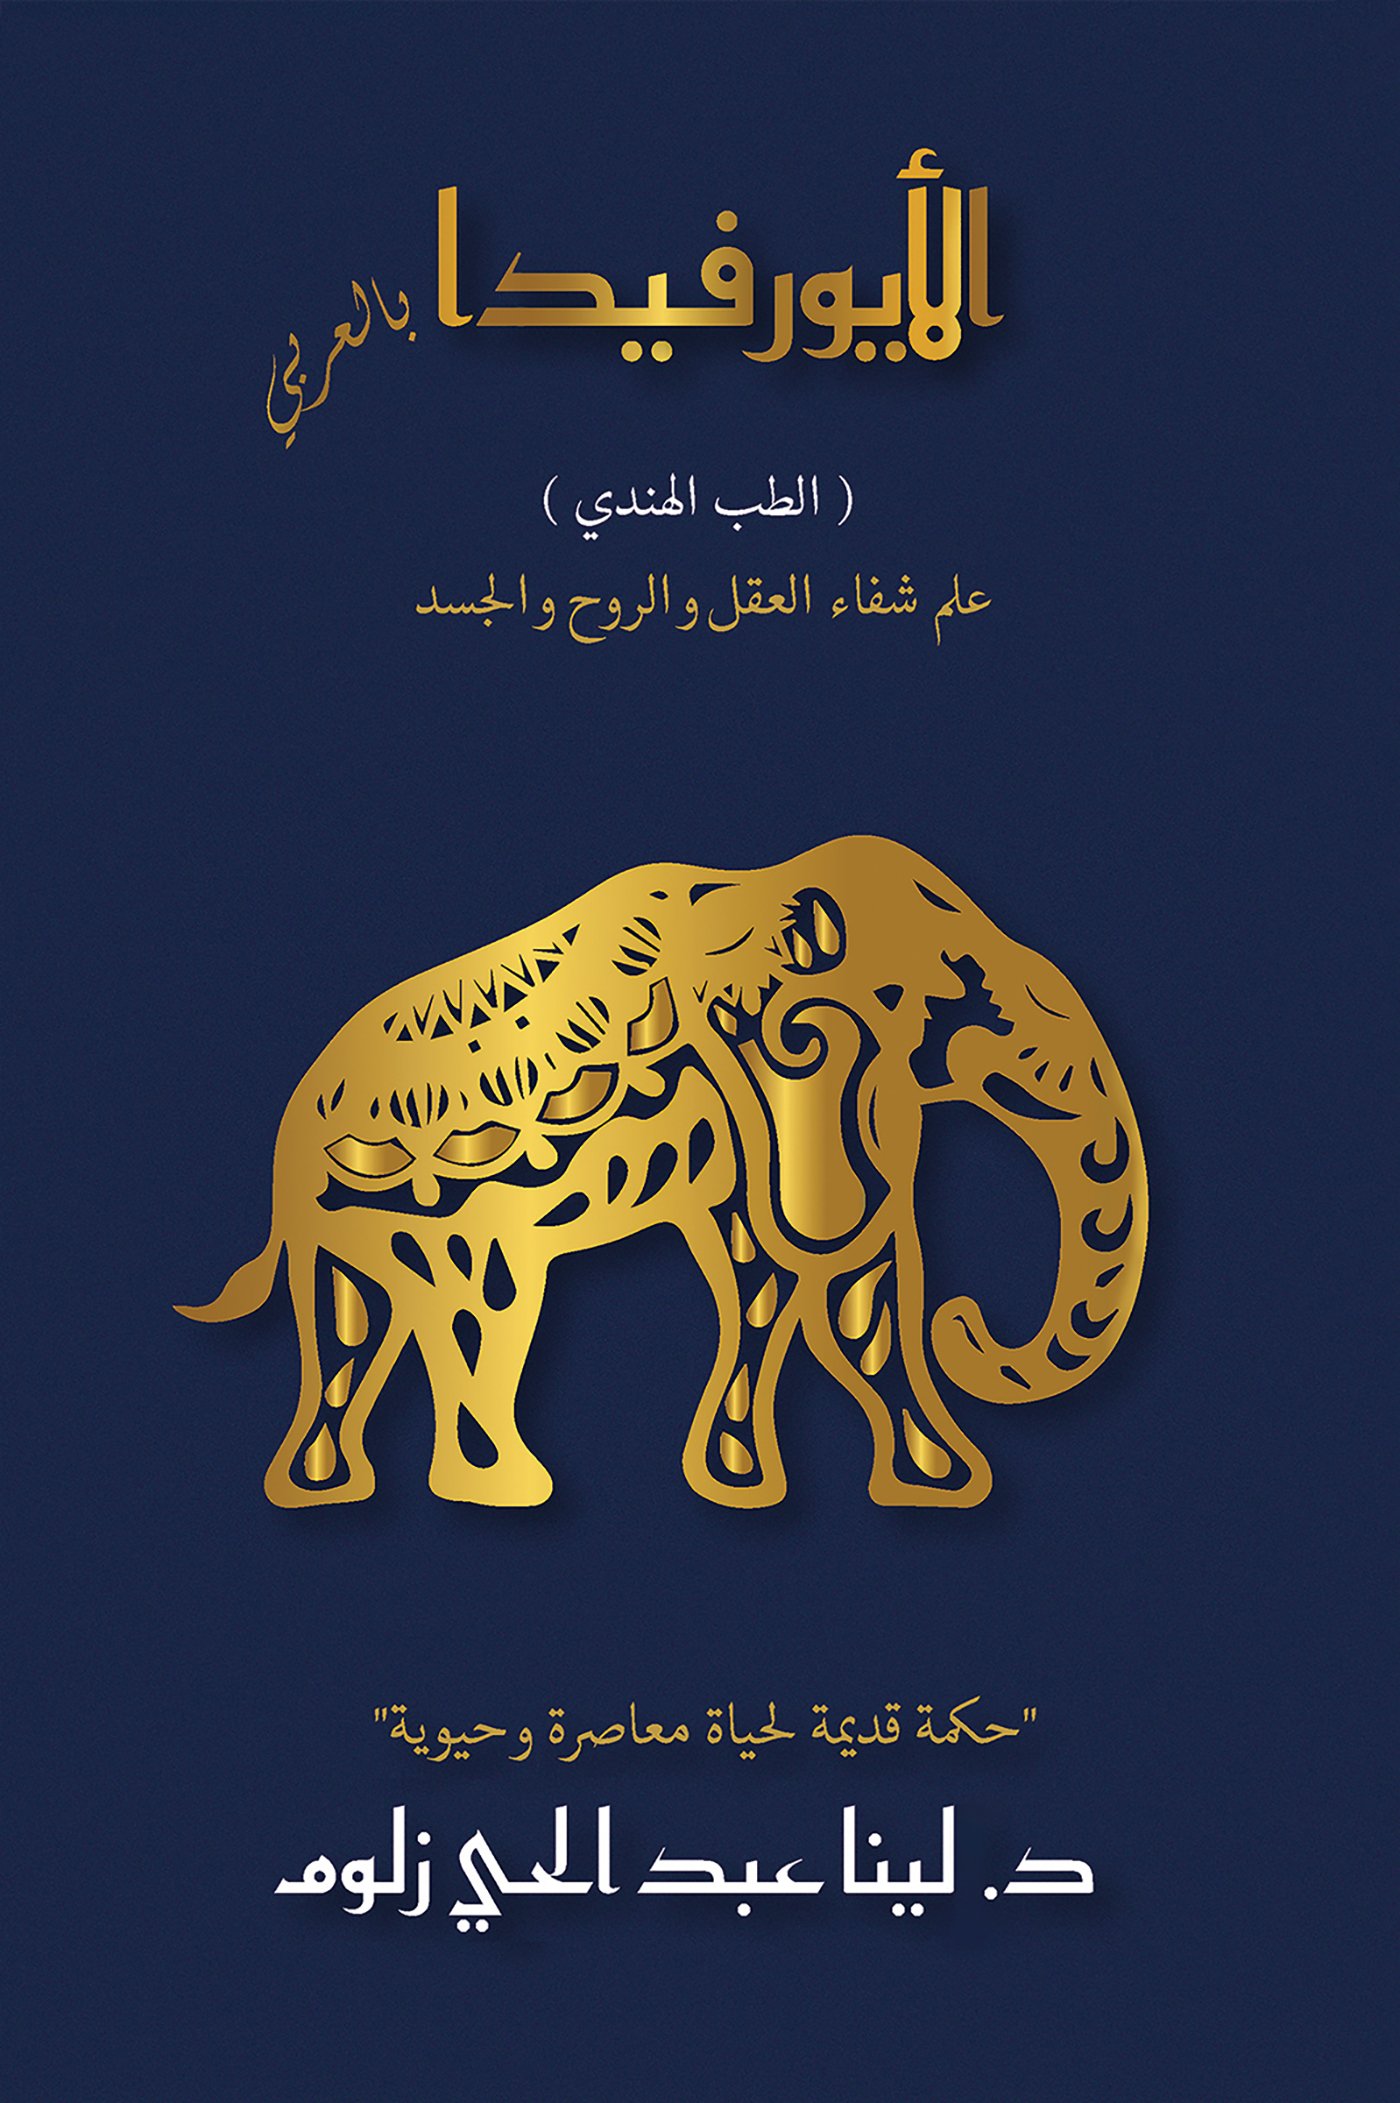 الأيورفيدا بالعربي
( الطب الهندي )
علم شفاء العقل والروح والجسد
"حكمة قديمة لحياة معاصرة وحيوية"
د. لينا عبد الحي زلوم